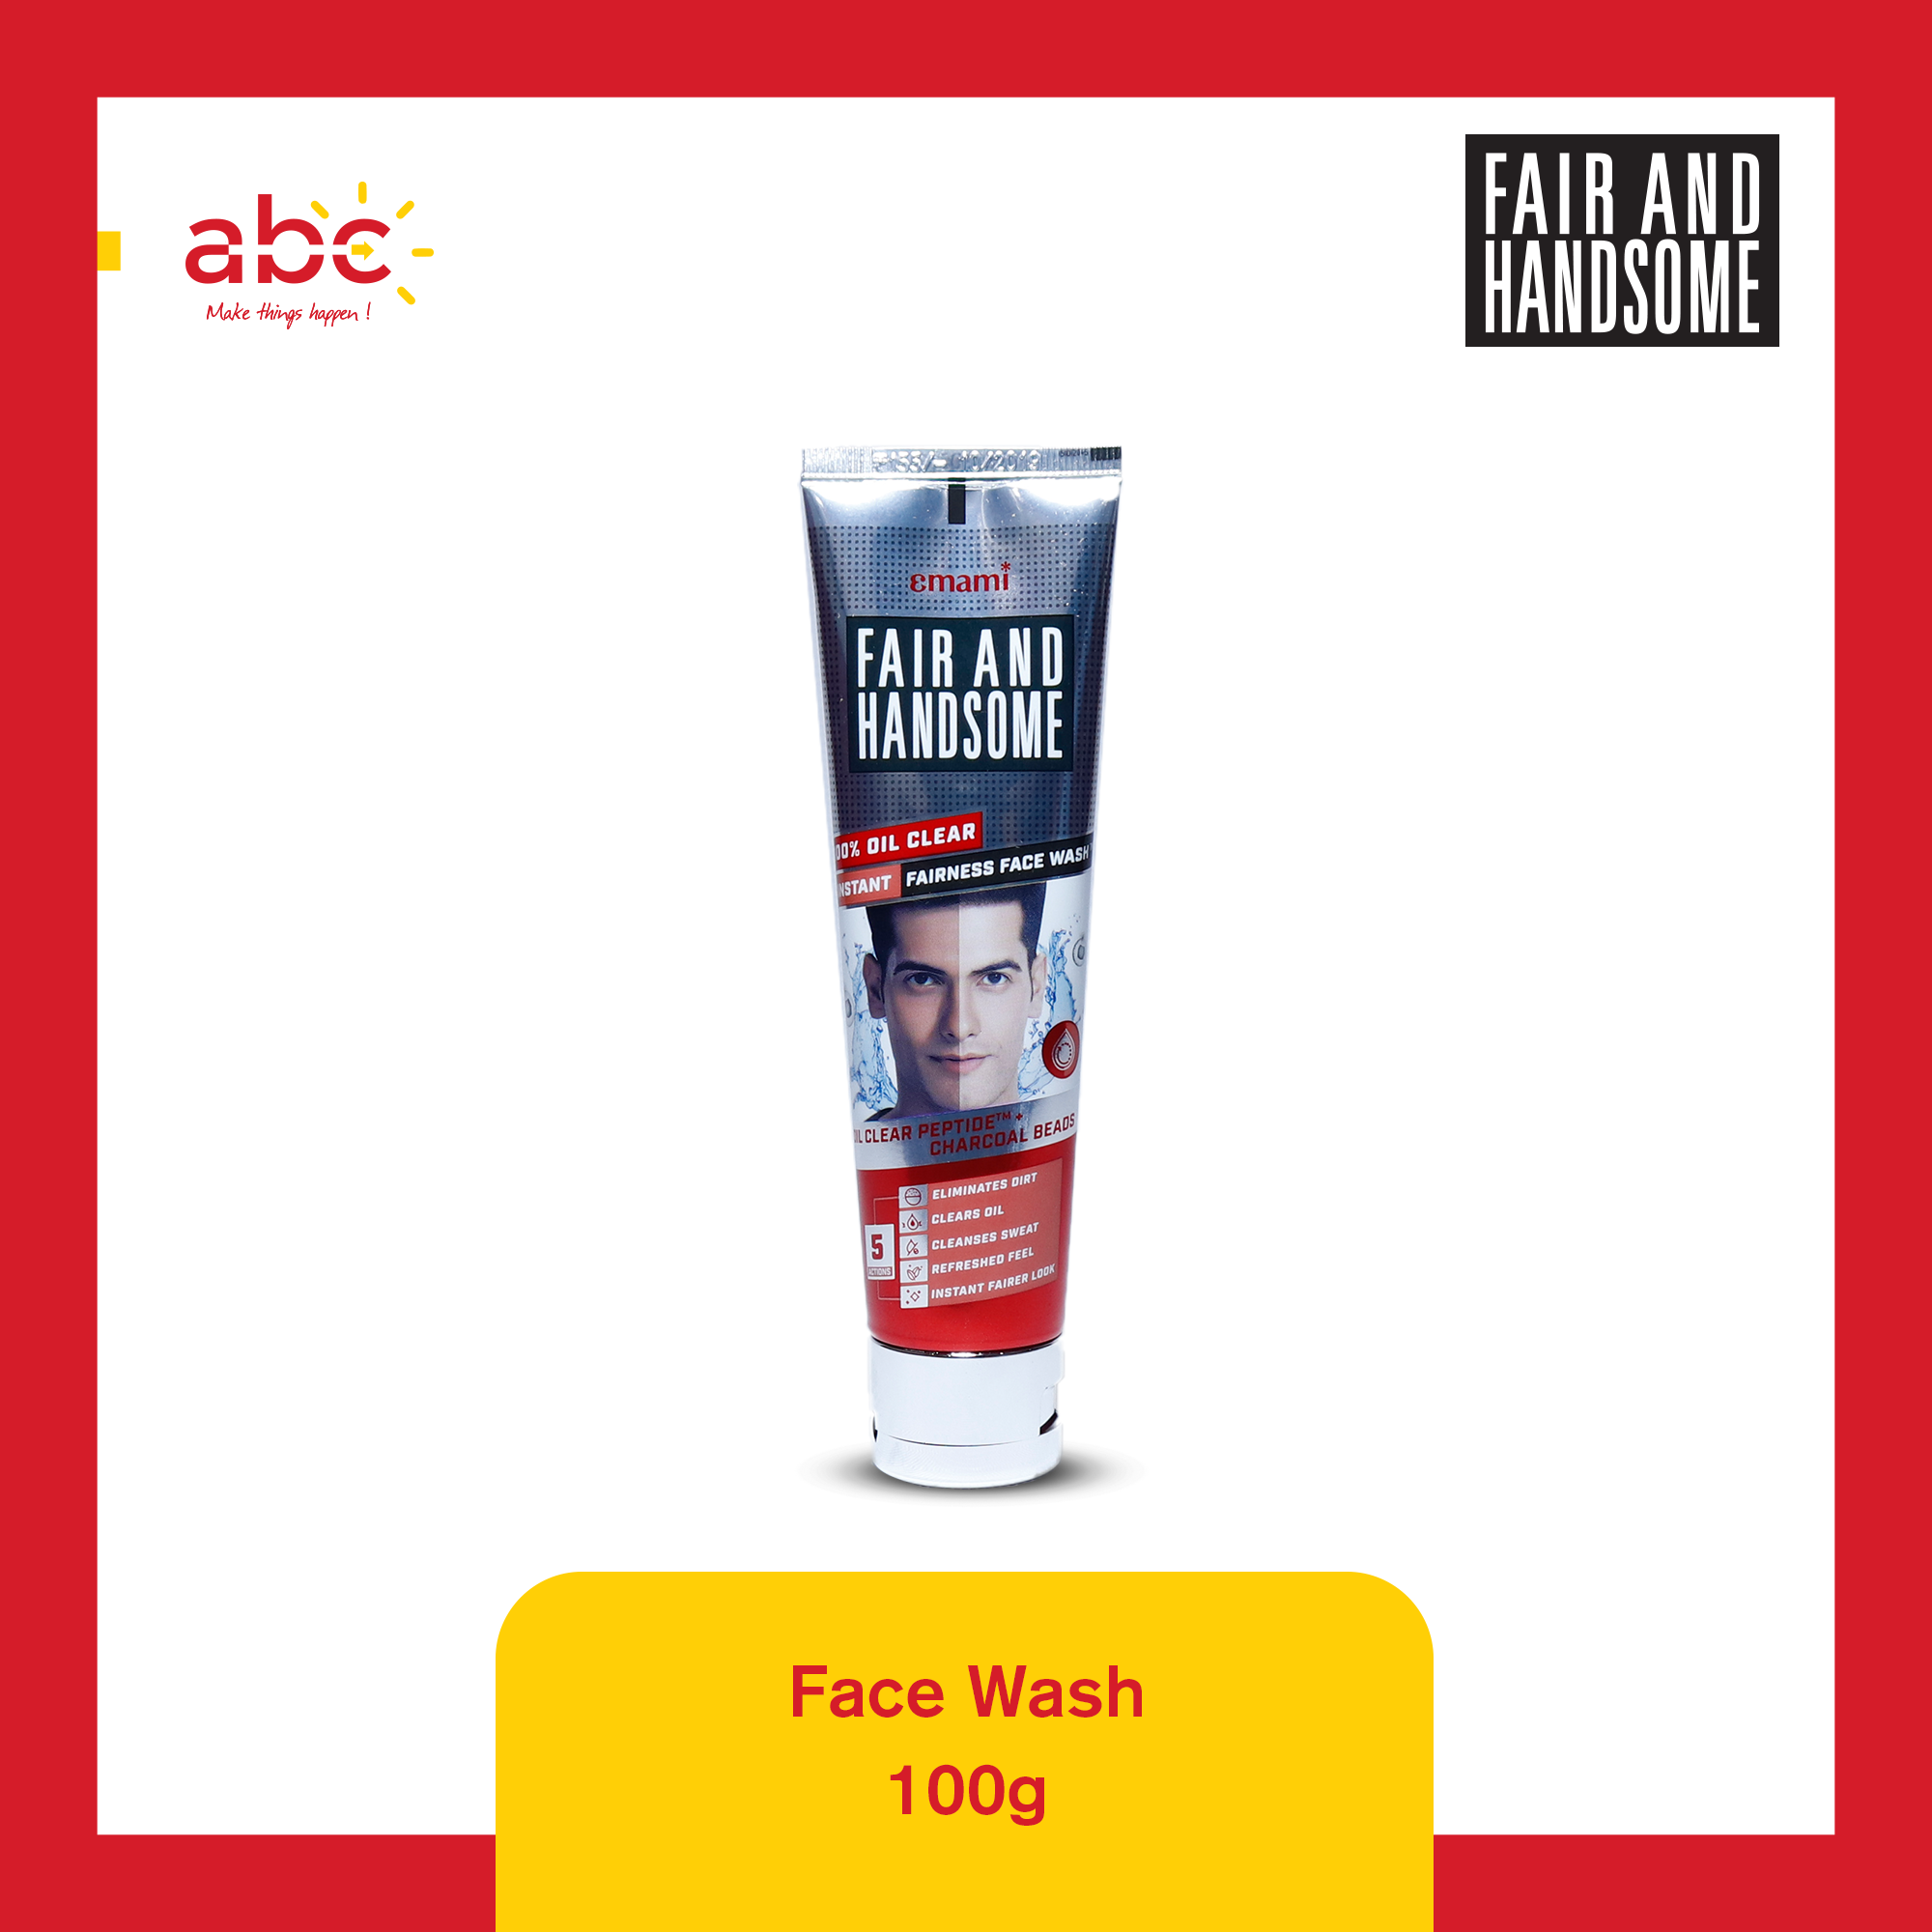 abc
Make things happen !
FAIR AND
HANDSOME
emami
FAIR AND
HANDSOME
00% OIL CLEAR
NSTANT FAIRNESS FACE WASH
IL CLEAR PEPTIDE™ +
CHARCOAL BEADS
5
ACTIONS
ELIMINATES DIRT
CLEARS OIL
CLEANSES SWEAT
REFRESHED FEEL
INSTANT FAIRER LOOK
Face Wash
100g